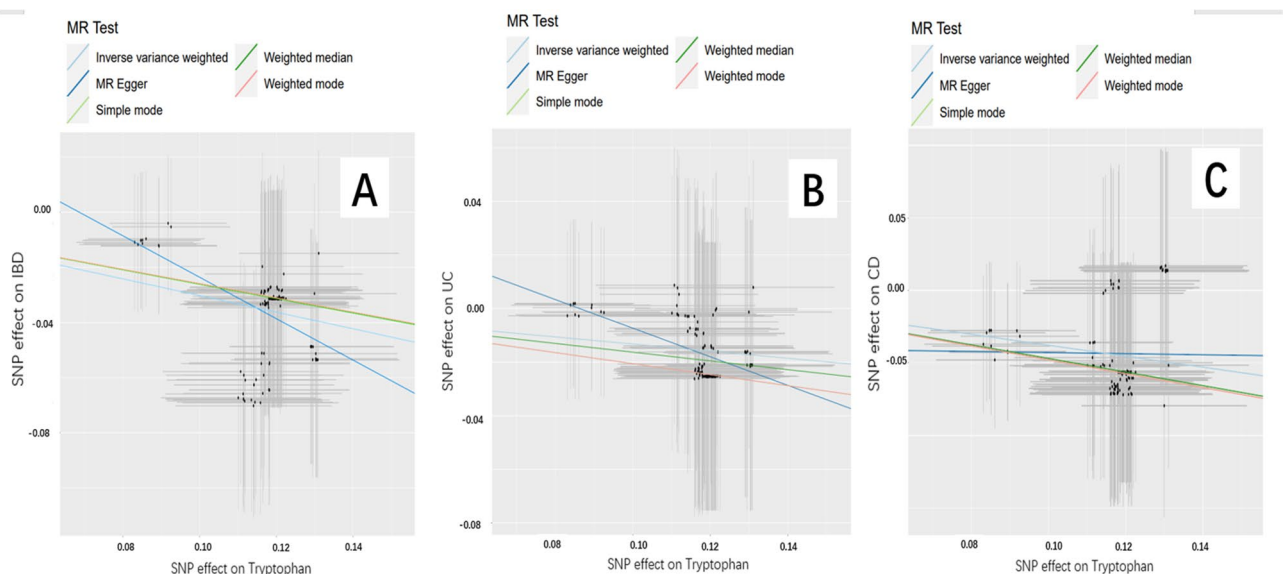 MR Test
Inverse variance weighted
Weighted median
MR Egger
Weighted mode
Simple mode
A
0.00
-0.04
-0.08
SNP effect on IBD
0.08 0.10 0.12 0.14
SNP effect on Tryptophan
MR Test
Inverse variance weighted
Weighted median
MR Egger
Weighted mode
Simple mode
B
0.04
0.00
-0.04
-0.08
SNP effect on UC
0.08 0.10 0.12 0.14
SNP effect on Tryptophan
MR Test
Inverse variance weighted
Weighted median
MR Egger
Weighted mode
Simple mode
C
0.05
0.00
-0.05
SNP effect on CD
0.08 0.10 0.12 0.14
SNP effect on Tryptophan